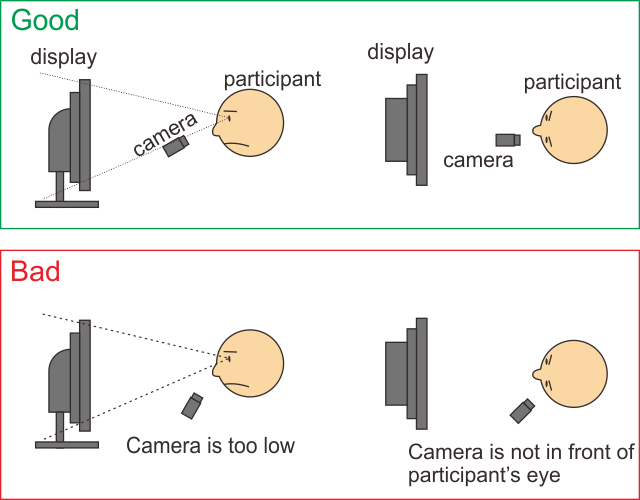 Good
display
participant
camera
display
participant
camera
Bad
Camera is too low
Camera is not in front of
participant's eye